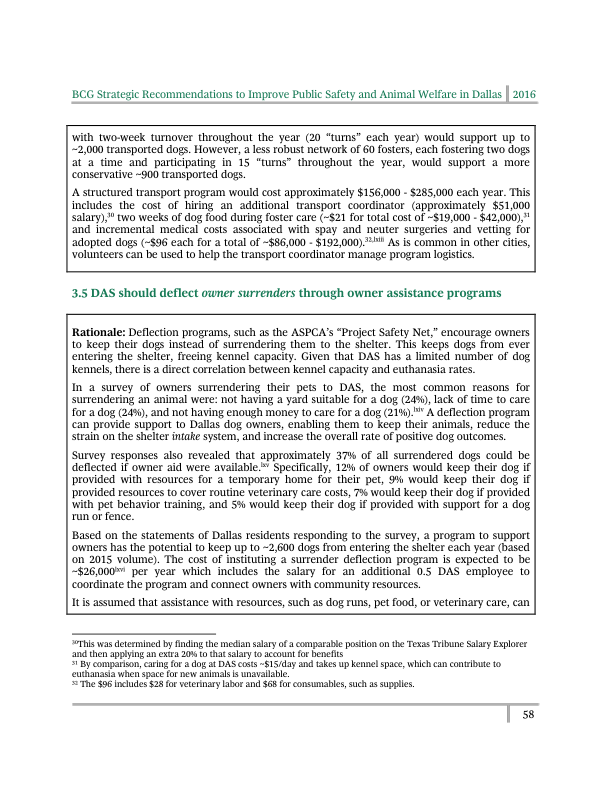 BCG Strategic Recommendations to Improve Public Safety and Animal Welfare in Dallas 2016
with two-week turnover throughout the year (20 “turns” each year) would support up to
~2,000 transported dogs. However, a less robust network of 60 fosters, each fostering two dogs
at a time and participating in 15 “turns” throughout the year, would support a more
conservative ~900 transported dogs.
A structured transport program would cost approximately $156,000 - $285,000 each year. This
includes the cost of hiring an additional transport coordinator (approximately $51,000
salary),30 two weeks of dog food during foster care (~$21 for total cost of ~$19,000 - $42,000),31
and incremental medical costs associated with spay and neuter surgeries and vetting for
adopted dogs (~$96 each for a total of ~$86,000 - $192,000).32,lxiii As is common in other cities,
volunteers can be used to help the transport coordinator manage program logistics.
3.5 DAS should deflect owner surrenders through owner assistance programs
Rationale: Deflection programs, such as the ASPCA’s “Project Safety Net,” encourage owners
to keep their dogs instead of surrendering them to the shelter. This keeps dogs from ever
entering the shelter, freeing kennel capacity. Given that DAS has a limited number of dog
kennels, there is a direct correlation between kennel capacity and euthanasia rates.
In a survey of owners surrendering their pets to DAS, the most common reasons for
surrendering an animal were: not having a yard suitable for a dog (24%), lack of time to care
for a dog (24%), and not having enough money to care for a dog (21%).lxiv A deflection program
can provide support to Dallas dog owners, enabling them to keep their animals, reduce the
strain on the shelter intake system, and increase the overall rate of positive dog outcomes.
Survey responses also revealed that approximately 37% of all surrendered dogs could be
deflected if owner aid were available.lxv Specifically, 12% of owners would keep their dog if
provided with resources for a temporary home for their pet, 9% would keep their dog if
provided resources to cover routine veterinary care costs, 7% would keep their dog if provided
with pet behavior training, and 5% would keep their dog if provided with support for a dog
run or fence.
Based on the statements of Dallas residents responding to the survey, a program to support
owners has the potential to keep up to ~2,600 dogs from entering the shelter each year (based
on 2015 volume). The cost of instituting a surrender deflection program is expected to be
~$26,000lxvi per year which includes the salary for an additional 0.5 DAS employee to
coordinate the program and connect owners with community resources.
It is assumed that assistance with resources, such as dog runs, pet food, or veterinary care, can
30This was determined by finding the median salary of a comparable position on the Texas Tribune Salary Explorer
and then applying an extra 20% to that salary to account for benefits
31 By comparison, caring for a dog at DAS costs ~$15/day and takes up kennel space, which can contribute to
euthanasia when space for new animals is unavailable.
32 The $96 includes $28 for veterinary labor and $68 for consumables, such as supplies.
58